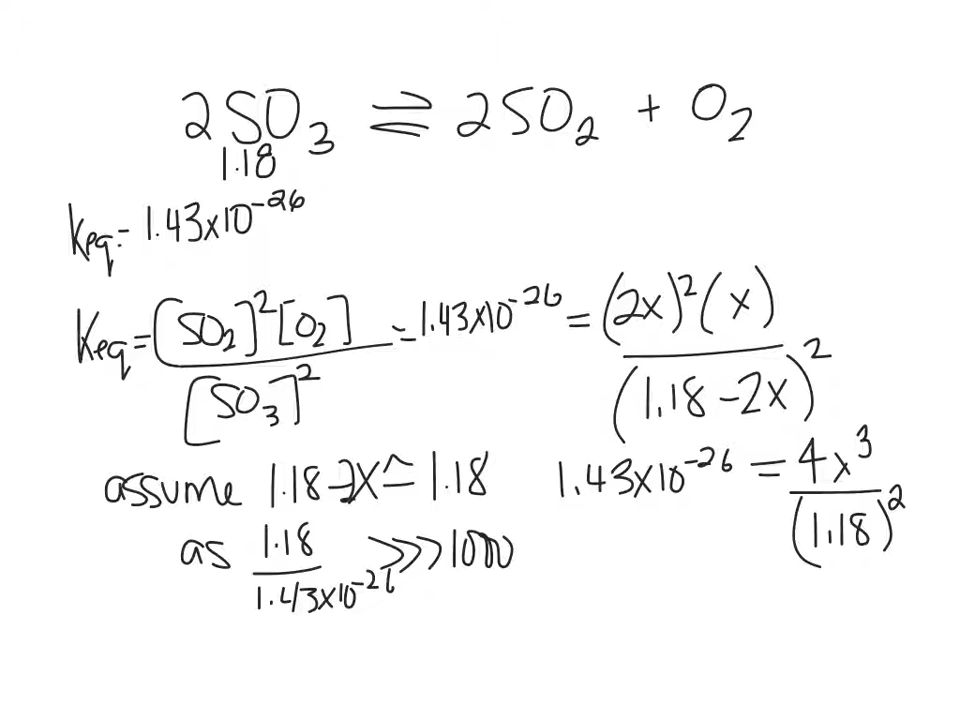 2SO₃ ⇌ 2SO₂ + O₂
1.18
Keq = 1.43x10⁻²⁶
Keq = [SO₂]²[O₂] / [SO₃]² = 1.43x10⁻²⁶ = (2x)²(x) / (1.18-2x)²
assume 1.18-2x ≃ 1.18
1.43x10⁻²⁶ = 4x³ / (1.18)²
as 1.18 / 1.43x10⁻²⁶ >>> 1000